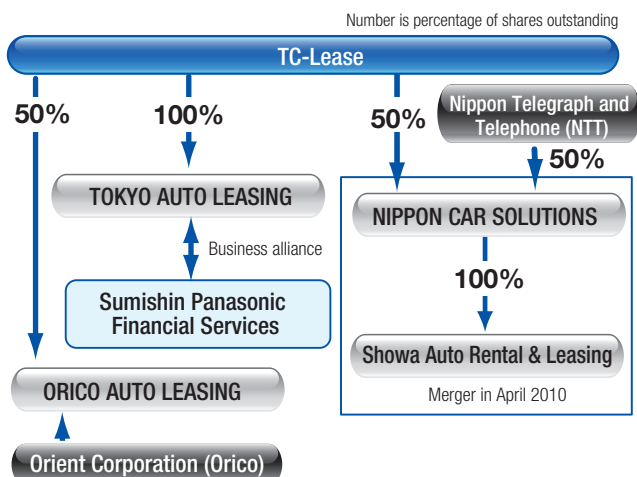 Number is percentage of shares outstanding
TC-Lease
50%
100%
50%
Nippon Telegraph and
Telephone (NTT)
50%
TOKYO AUTO LEASING
NIPPON CAR SOLUTIONS
Business alliance
100%
Sumishin Panasonic
Financial Services
Showa Auto Rental & Leasing
ORICO AUTO LEASING
Merger in April 2010
Orient Corporation (Orico)